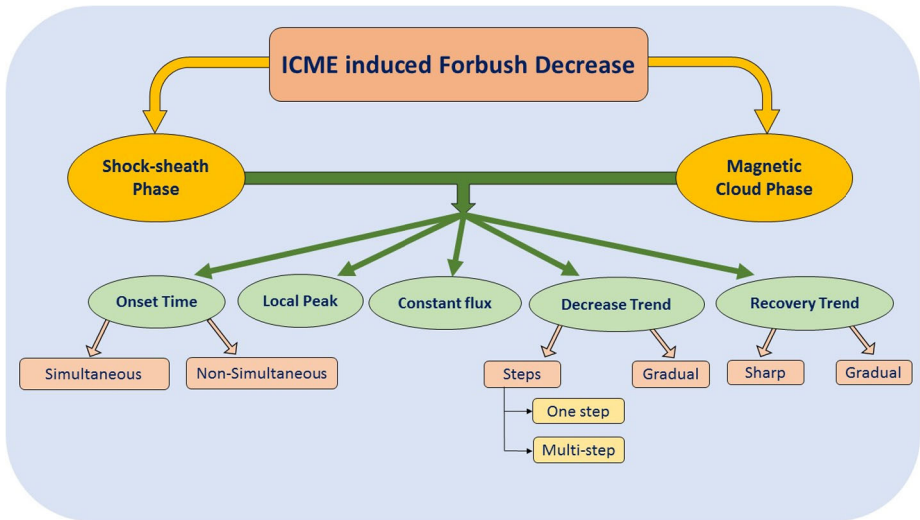 ICME induced Forbush Decrease
Shock-sheath
Phase
Magnetic
Cloud Phase
Onset Time
Local Peak
Constant flux
Decrease Trend
Recovery Trend
Simultaneous
Non-Simultaneous
Steps
Gradual
Sharp
Gradual
One step
Multi-step